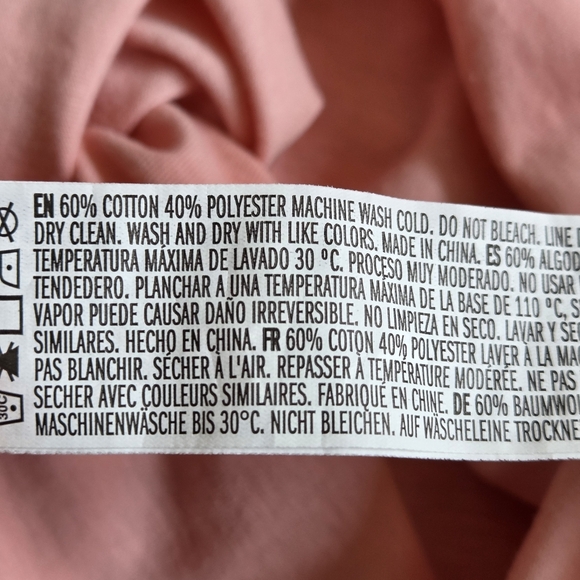 EN 60% COTTON 40% POLYESTER MACHINE WASH COLD. DO NOT BLEACH. LINE
DRY CLEAN. WASH AND DRY WITH LIKE COLORS. MADE IN CHINA. ES 60% ALGOD
TEMPERATURA MÁXIMA DE LAVADO 30 °C. PROCESO MUY MODERADO. NO USAR
TENDEDERO. PLANCHAR A UNA TEMPERATURA MÁXIMA DE LA BASE DE 110 °C, S
VAPOR PUEDE CAUSAR DAÑO IRREVERSIBLE. NO LIMPIEZA EN SECO. LAVAR Y SE
SIMILARES. HECHO EN CHINA. FR 60% COTON 40% POLYESTER LAVER À LA MA
PAS BLANCHIR. SÉCHER À L'AIR. REPASSER À TEMPÉRATURE MODÉRÉE. NE PAS
SECHER AVEC COULEURS SIMILAIRES. FABRIQUÉ EN CHINE. DE 60% BAUMWO
MASCHINENWÄSCHE BIS 30°C. NICHT BLEICHEN. AUF WÄSCHELEINE TROCKNE
30C